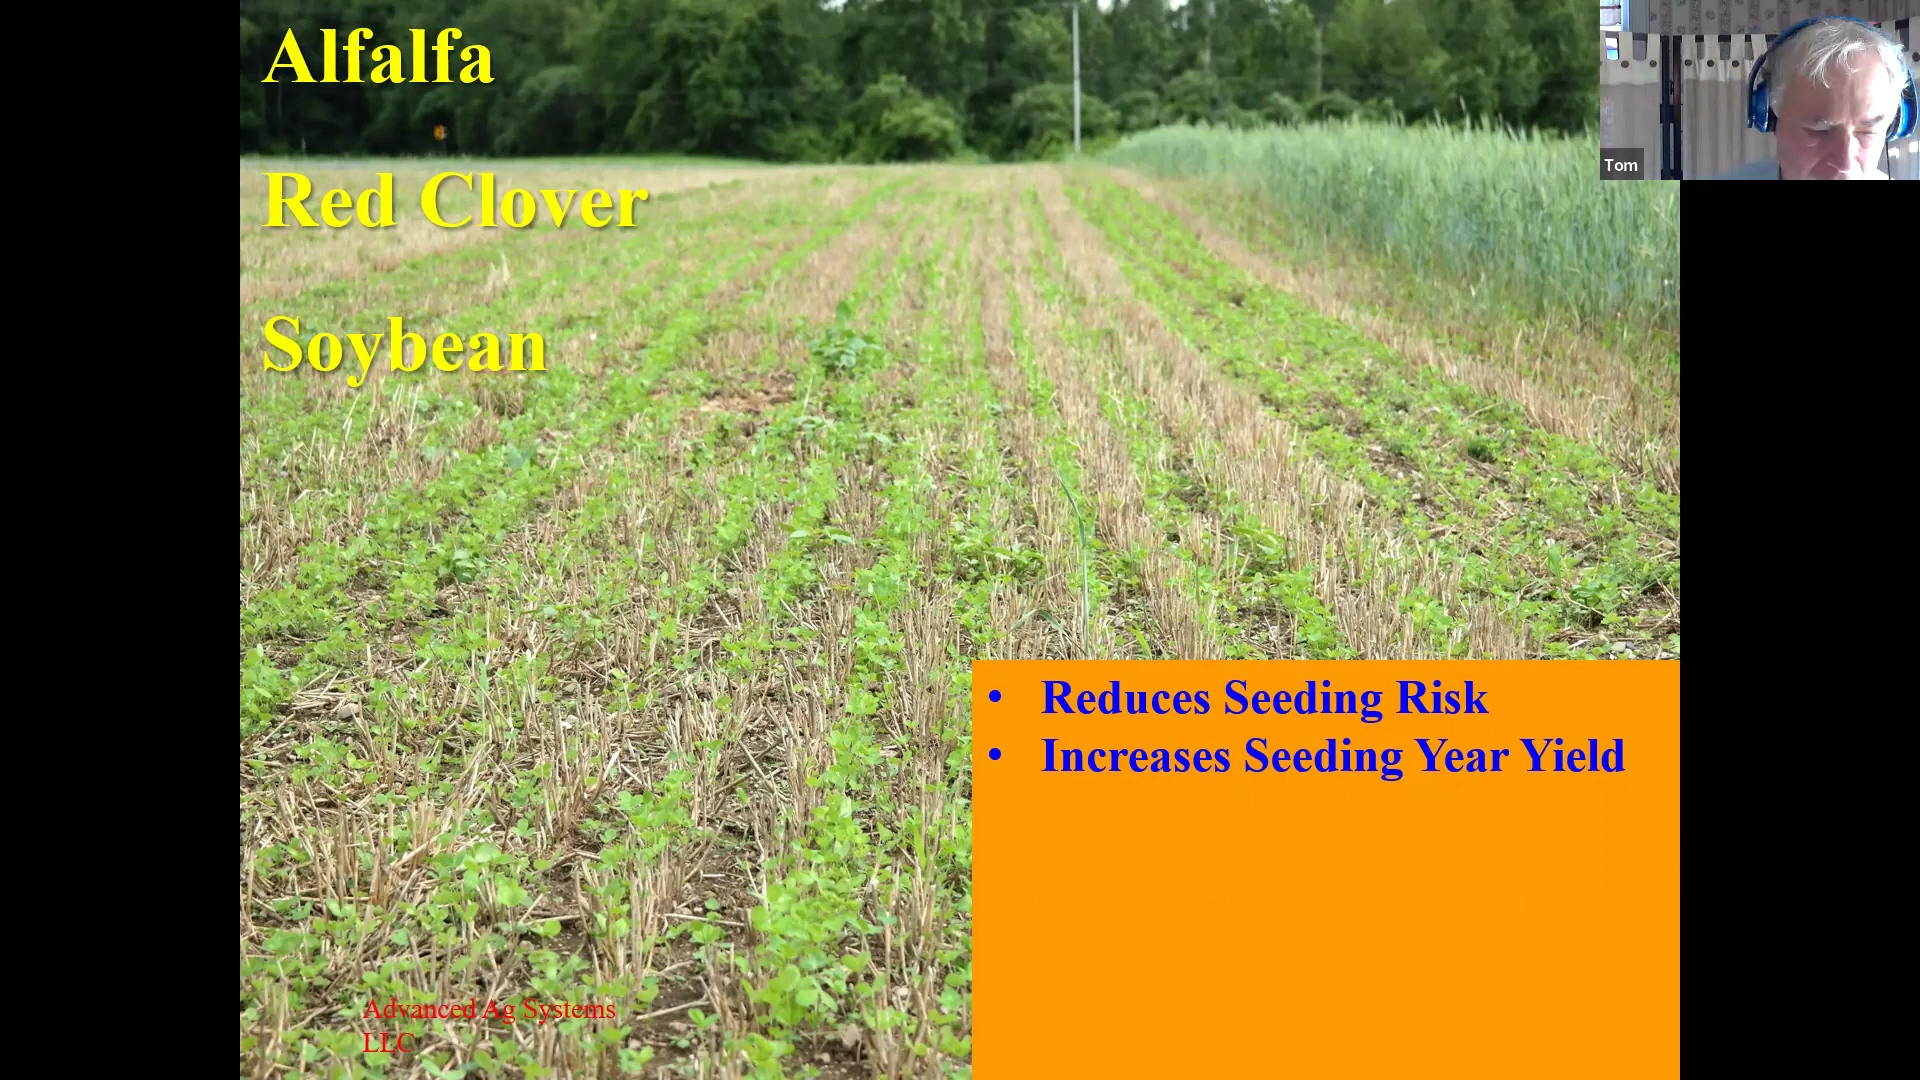 Alfalfa
Tom
Red Clover
Soybean
• Reduces Seeding Risk
• Increases Seeding Year Yield
Advanced Ag Systems
LLC